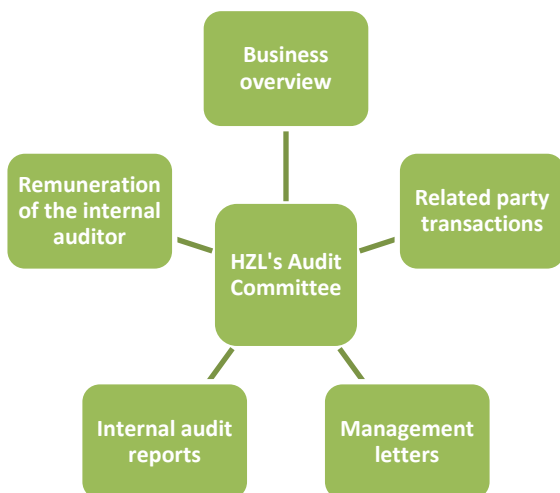 Business
overview
Remuneration
of the internal
auditor
Related party
transactions
HZL's Audit
Committee
Internal audit
reports
Management
letters